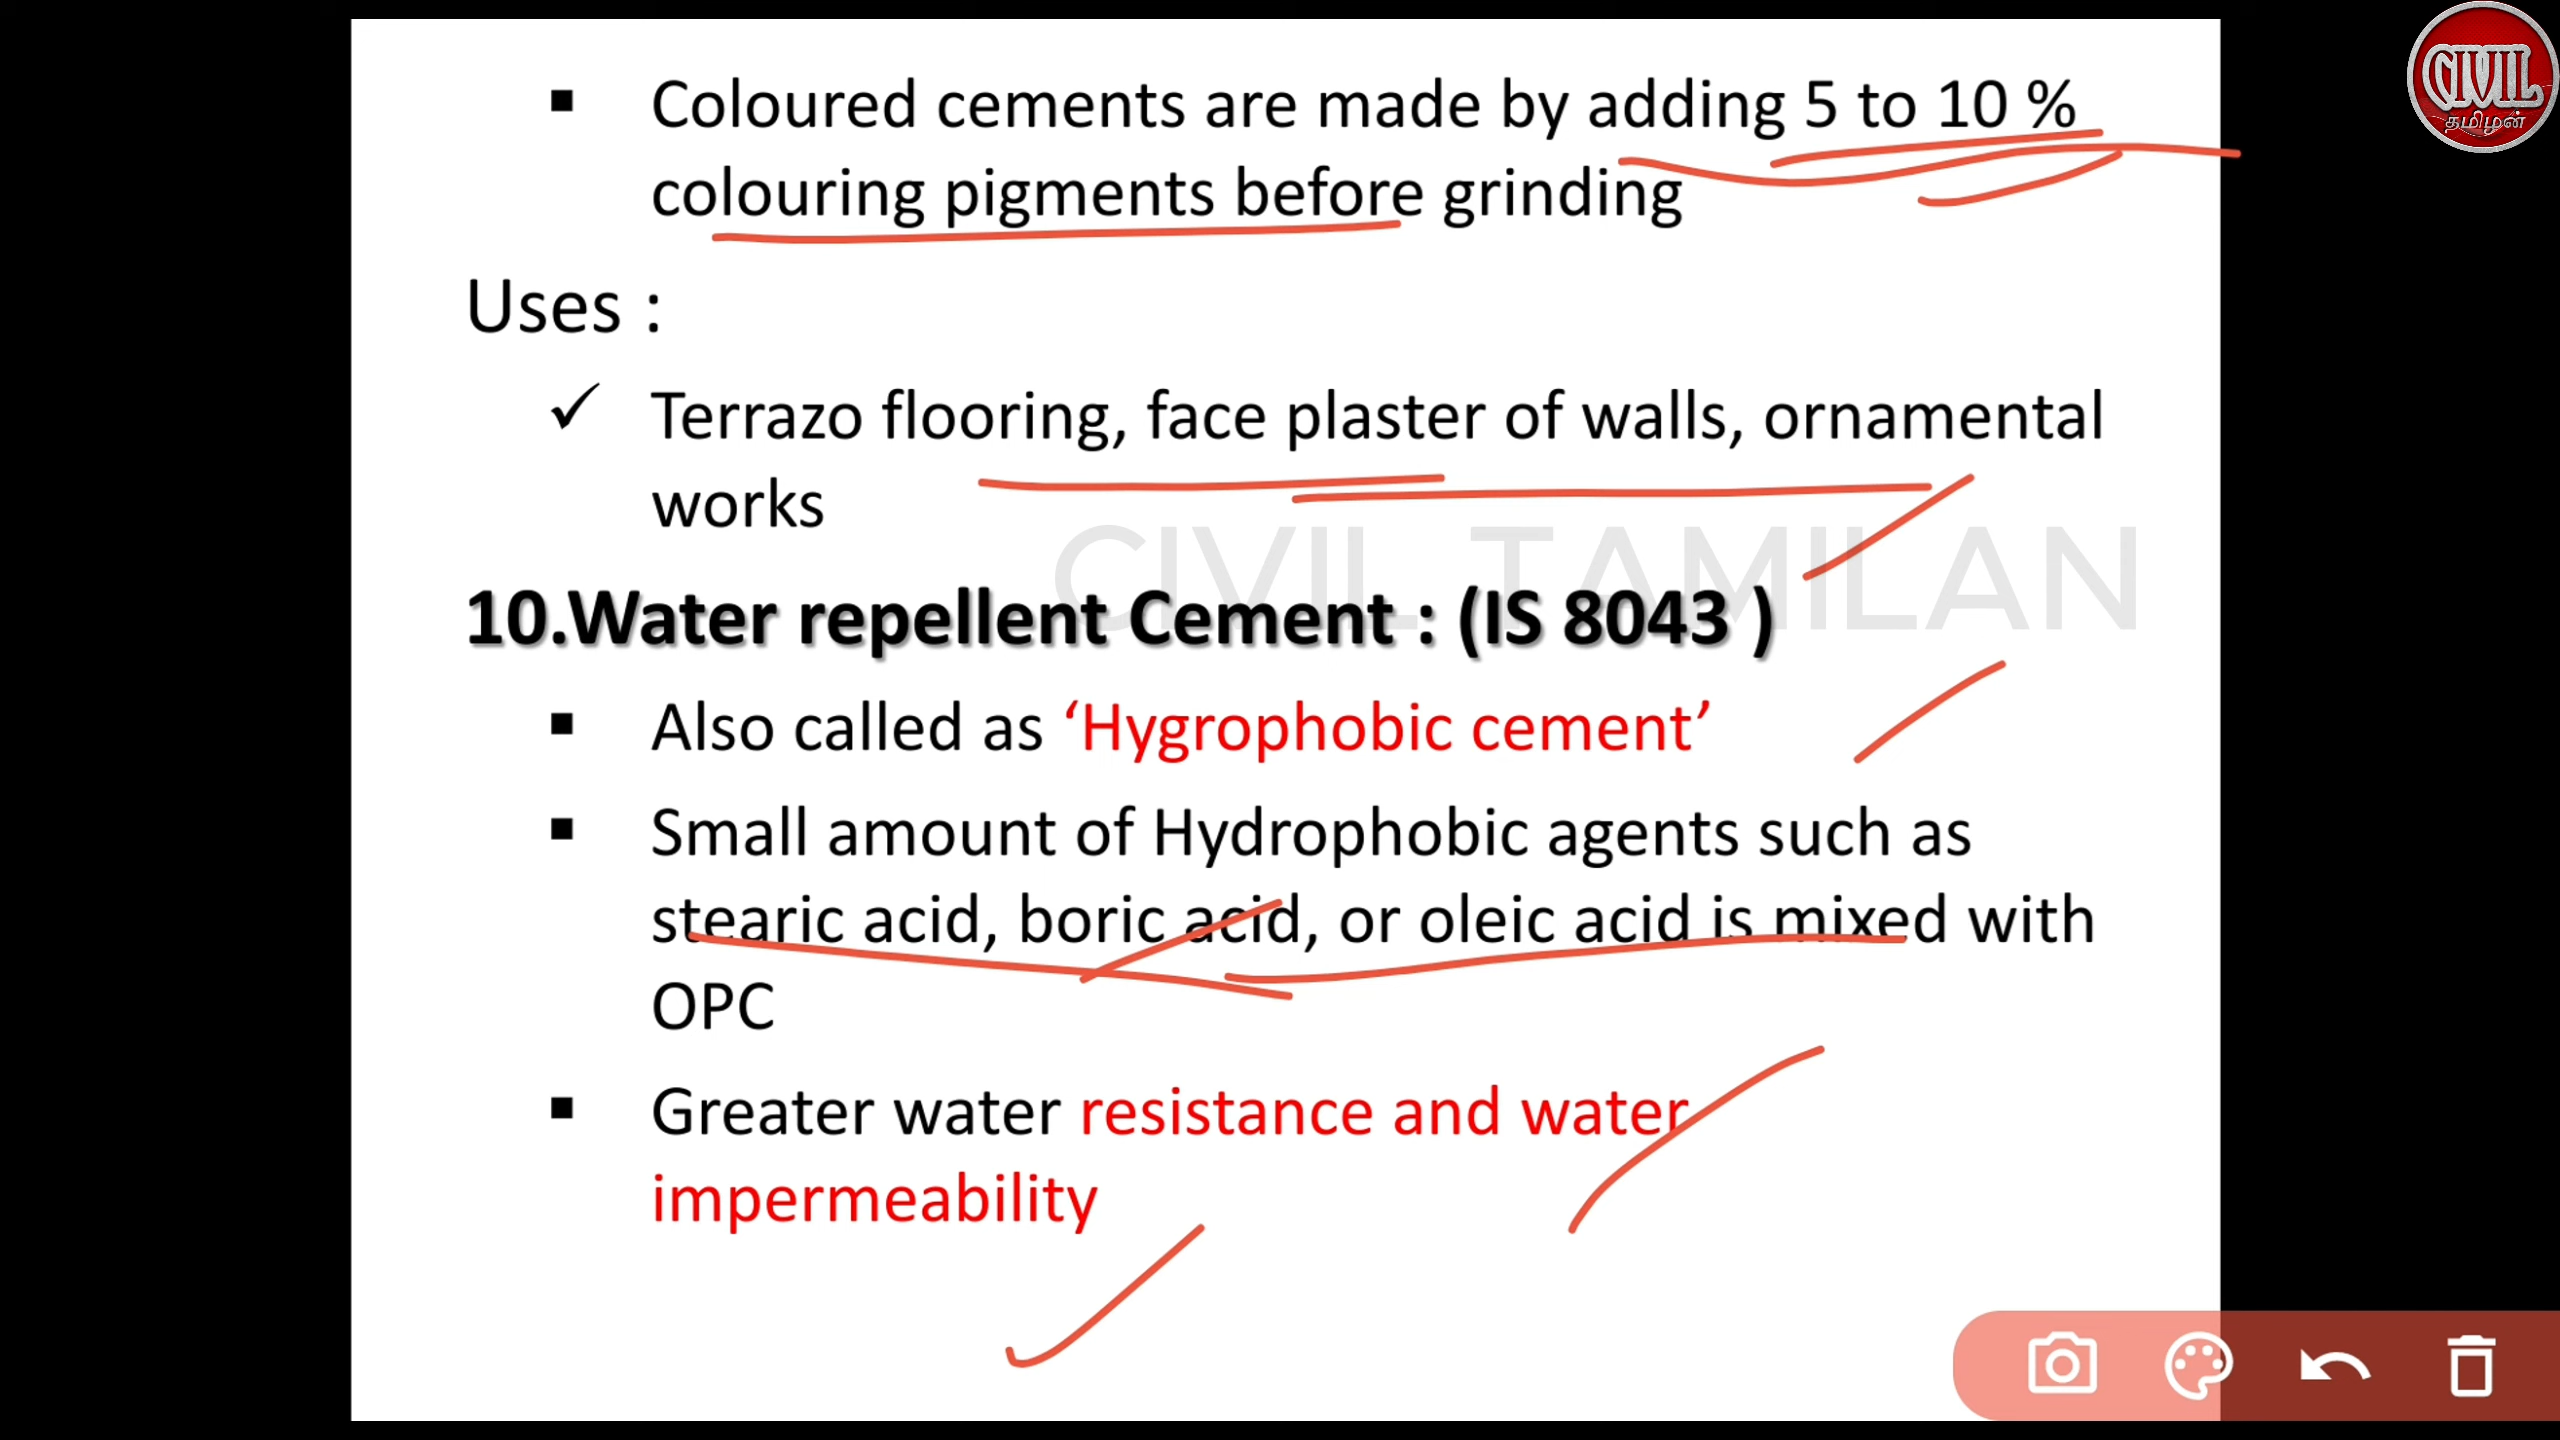 ▪ Coloured cements are made by adding 5 to 10 %
colouring pigments before grinding
Uses :
✓ Terrazo flooring, face plaster of walls, ornamental
works
CIVIL TAMILAN
10.Water repellent Cement : (IS 8043 )
▪ Also called as ‘Hygrophobic cement’
▪ Small amount of Hydrophobic agents such as
stearic acid, boric acid, or oleic acid is mixed with
OPC
▪ Greater water resistance and water
impermeability
CIVIL
தமிழன்